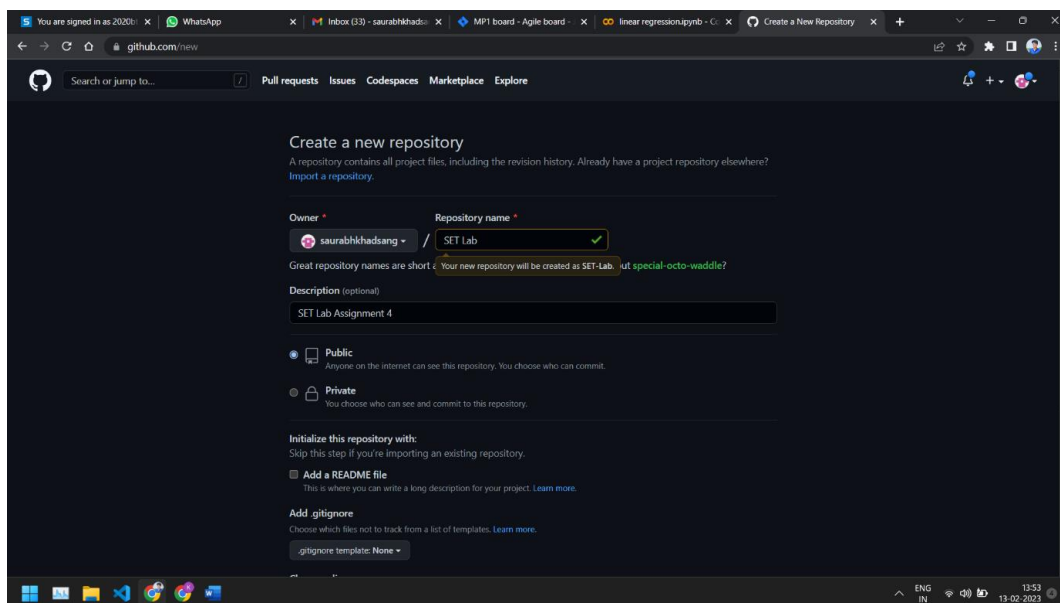 You are signed in as 2020bt
WhatsApp
Inbox (33) - saurabhkhadsa
MP1 board - Agile board -
linear regression.ipynb - Co
Create a New Repository
github.com/new
Search or jump to...
/
Pull requests Issues Codespaces Marketplace Explore
Create a new repository
A repository contains all project files, including the revision history. Already have a project repository elsewhere?
Import a repository.
Owner *
Repository name *
saurabhkhadsang
/
SET Lab
Great repository names are short a
Your new repository will be created as SET-Lab.
ut special-octo-waddle?
Description (optional)
SET Lab Assignment 4
Public
Anyone on the internet can see this repository. You choose who can commit.
Private
You choose who can see and commit to this repository.
Initialize this repository with:
Skip this step if you're importing an existing repository.
Add a README file
This is where you can write a long description for your project. Learn more.
Add .gitignore
Choose which files not to track from a list of templates. Learn more.
.gitignore template: None
ENG
IN
13:53
13-02-2023